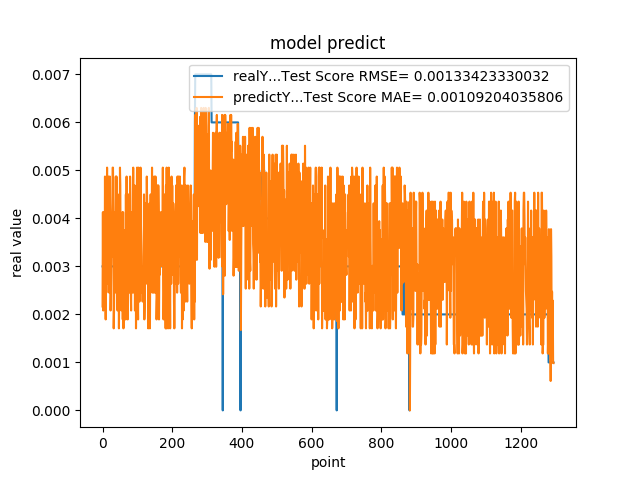 model predict
realY...Test Score RMSE= 0.00133423330032
predictY...Test Score MAE= 0.00109204035806
0.007
0.006
0.005
0.004
0.003
0.002
0.001
0.000
real value
0 200 400 600 800 1000 1200
point